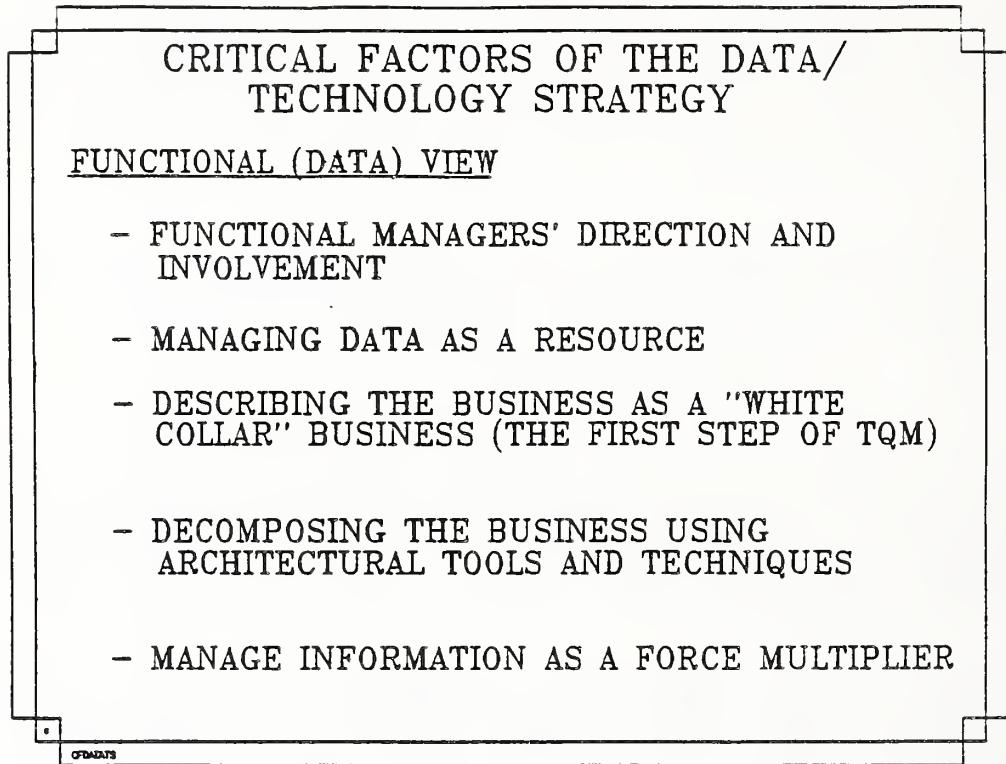 CRITICAL FACTORS OF THE DATA/
TECHNOLOGY STRATEGY
FUNCTIONAL (DATA) VIEW
– FUNCTIONAL MANAGERS' DIRECTION AND
INVOLVEMENT
– MANAGING DATA AS A RESOURCE
– DESCRIBING THE BUSINESS AS A "WHITE
COLLAR" BUSINESS (THE FIRST STEP OF TQM)
– DECOMPOSING THE BUSINESS USING
ARCHITECTURAL TOOLS AND TECHNIQUES
– MANAGE INFORMATION AS A FORCE MULTIPLIER